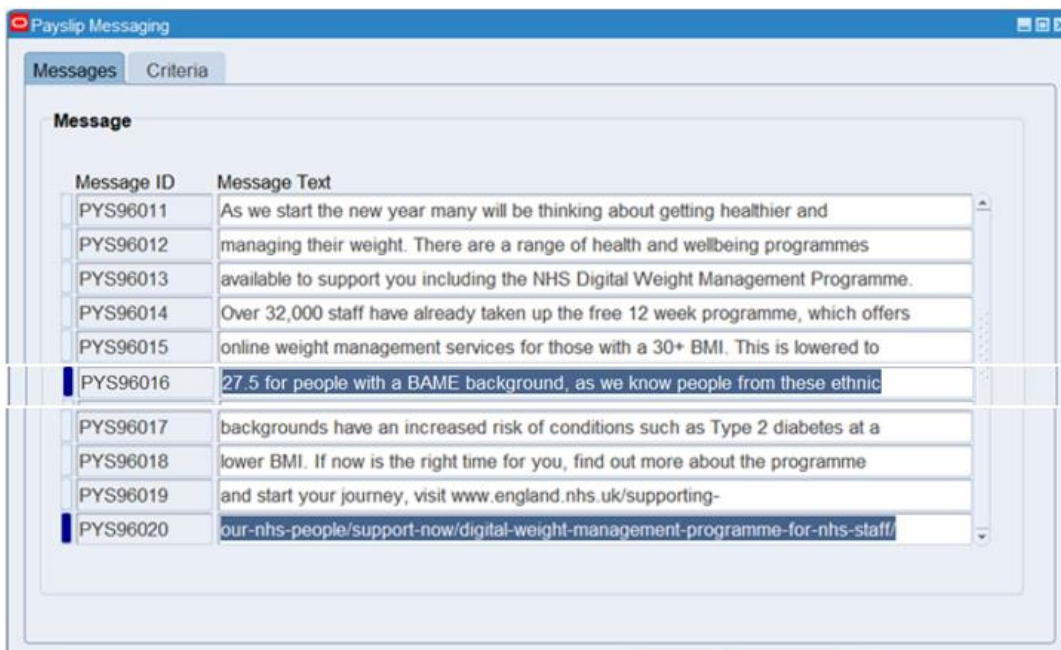 Payslip Messaging
Messages Criteria
Message
Message ID Message Text
PYS96011 As we start the new year many will be thinking about getting healthier and
PYS96012 managing their weight. There are a range of health and wellbeing programmes
PYS96013 available to support you including the NHS Digital Weight Management Programme.
PYS96014 Over 32,000 staff have already taken up the free 12 week programme, which offers
PYS96015 online weight management services for those with a 30+ BMI. This is lowered to
PYS96016 27.5 for people with a BAME background, as we know people from these ethnic
PYS96017 backgrounds have an increased risk of conditions such as Type 2 diabetes at a
PYS96018 lower BMI. If now is the right time for you, find out more about the programme
PYS96019 and start your journey, visit www.england.nhs.uk/supporting-
PYS96020 our-nhs-people/support-now/digital-weight-management-programme-for-nhs-staff/